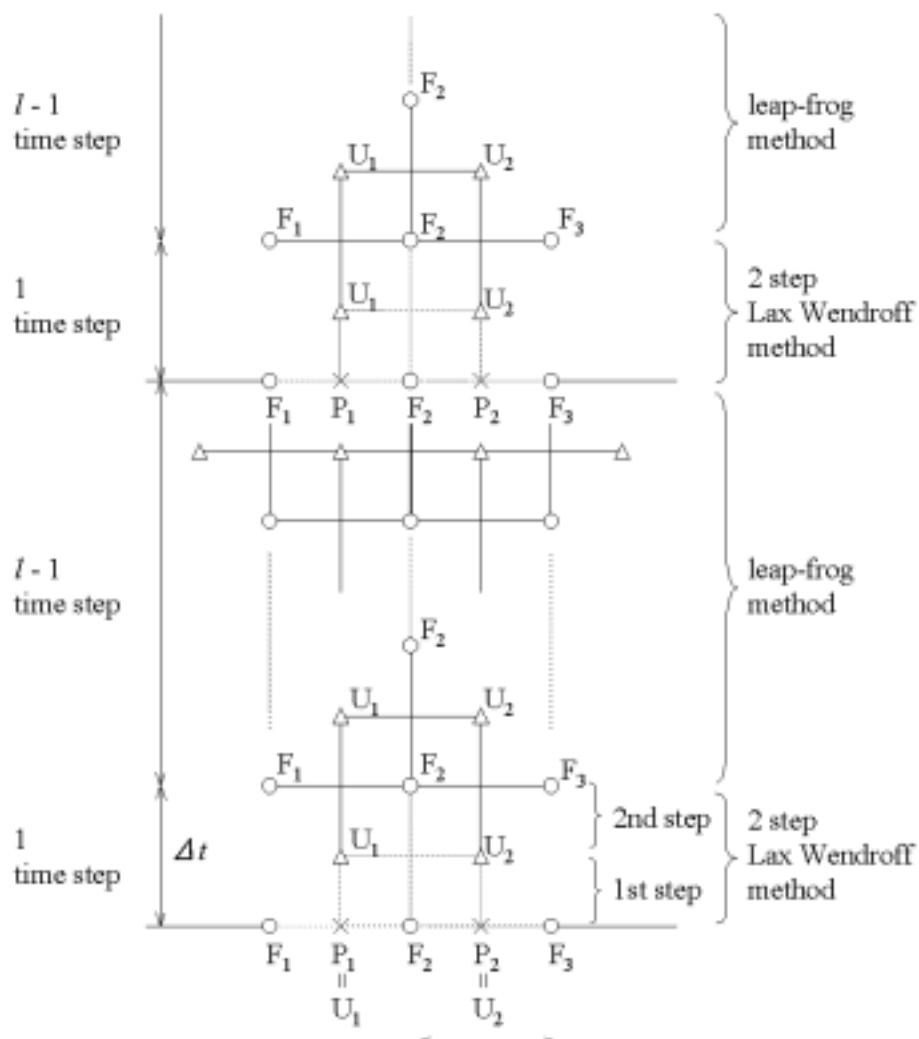 F₂
l - 1
time step
leap-frog
method
U₁ U₂
F₁ F₂ F₃
1
time step
2 step
Lax Wendroff
method
U₁ U₂
F₁ P₁ F₂ P₂ F₃
l - 1
time step
leap-frog
method
F₂
U₁ U₂
F₁ F₂ F₃
1
time step
Δt
2nd step
2 step
Lax Wendroff
method
U₁ U₂
1st step
F₁ P₁ F₂ P₂ F₃
= =
U₁ U₂